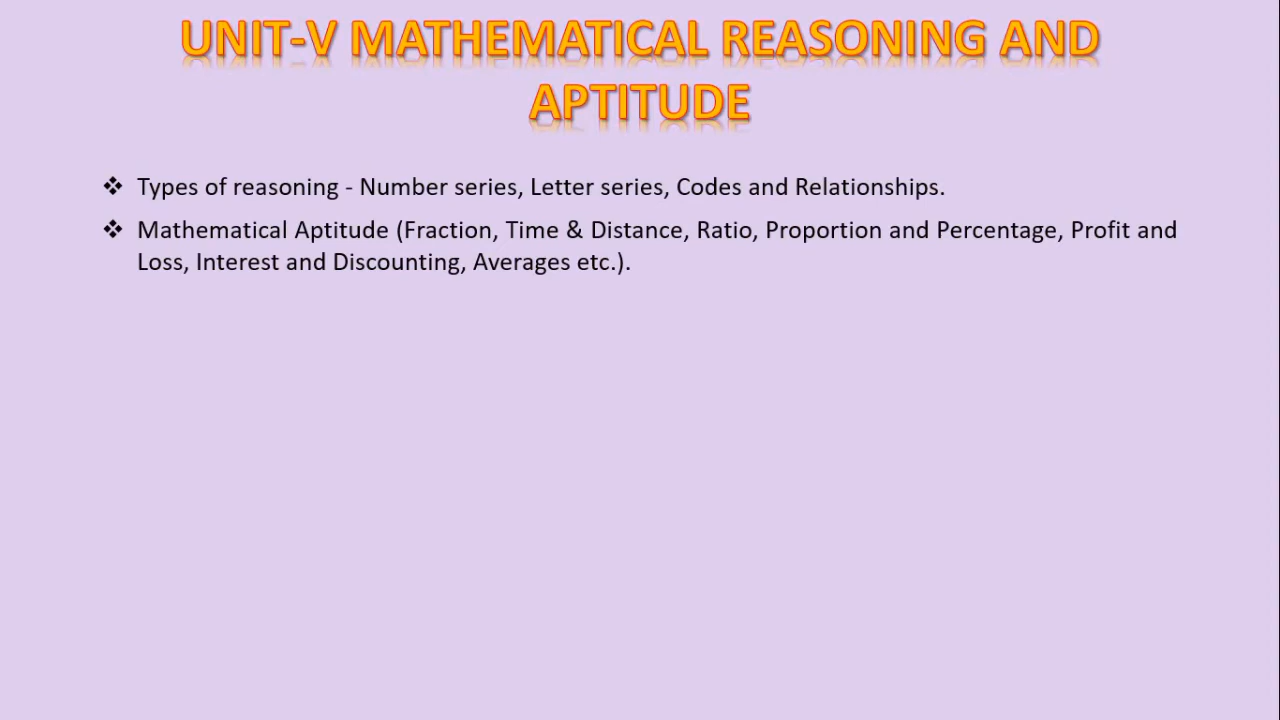 UNIT-V MATHEMATICAL REASONING AND
APTITUDE
❖ Types of reasoning - Number series, Letter series, Codes and Relationships.
❖ Mathematical Aptitude (Fraction, Time & Distance, Ratio, Proportion and Percentage, Profit and
Loss, Interest and Discounting, Averages etc.).